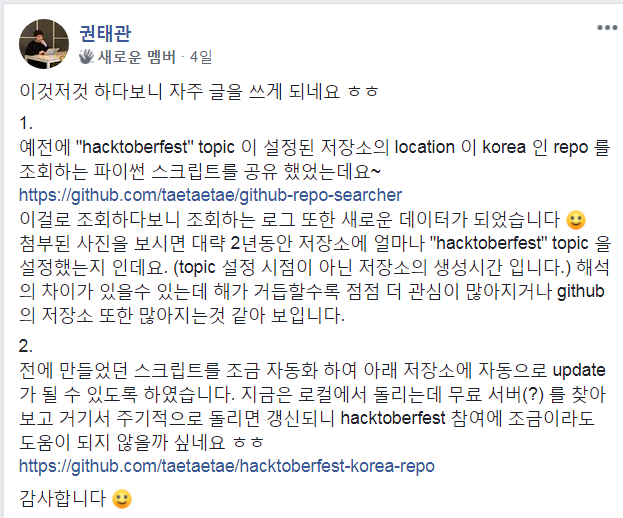 권태관
새로운 멤버 · 4일
이것저것 하다보니 자주 글을 쓰게 되네요 ㅎㅎ
1.
예전에 "hacktoberfest" topic 이 설정된 저장소의 location 이 korea 인 repo 를
조회하는 파이썬 스크립트를 공유 했었는데요~
https://github.com/taetaetae/github-repo-searcher
이걸로 조회하다보니 조회하는 로그 또한 새로운 데이터가 되었습니다 🙂
첨부된 사진을 보시면 대략 2년동안 저장소에 얼마나 "hacktoberfest" topic 을
설정했는지 인데요. (topic 설정 시점이 아닌 저장소의 생성시간 입니다.) 해석
의 차이가 있을수 있는데 해가 거듭할수록 점점 더 관심이 많아지거나 github
의 저장소 또한 많아지는것 같아 보입니다.
2.
전에 만들었던 스크립트를 조금 자동화 하여 아래 저장소에 자동으로 update
가 될 수 있도록 하였습니다. 지금은 로컬에서 돌리는데 무료 서버(?) 를 찾아
보고 거기서 주기적으로 돌리면 갱신되니 hacktoberfest 참여에 조금이라도
도움이 되지 않을까 싶네요 ㅎㅎ
https://github.com/taetaetae/hacktoberfest-korea-repo
감사합니다 🙂